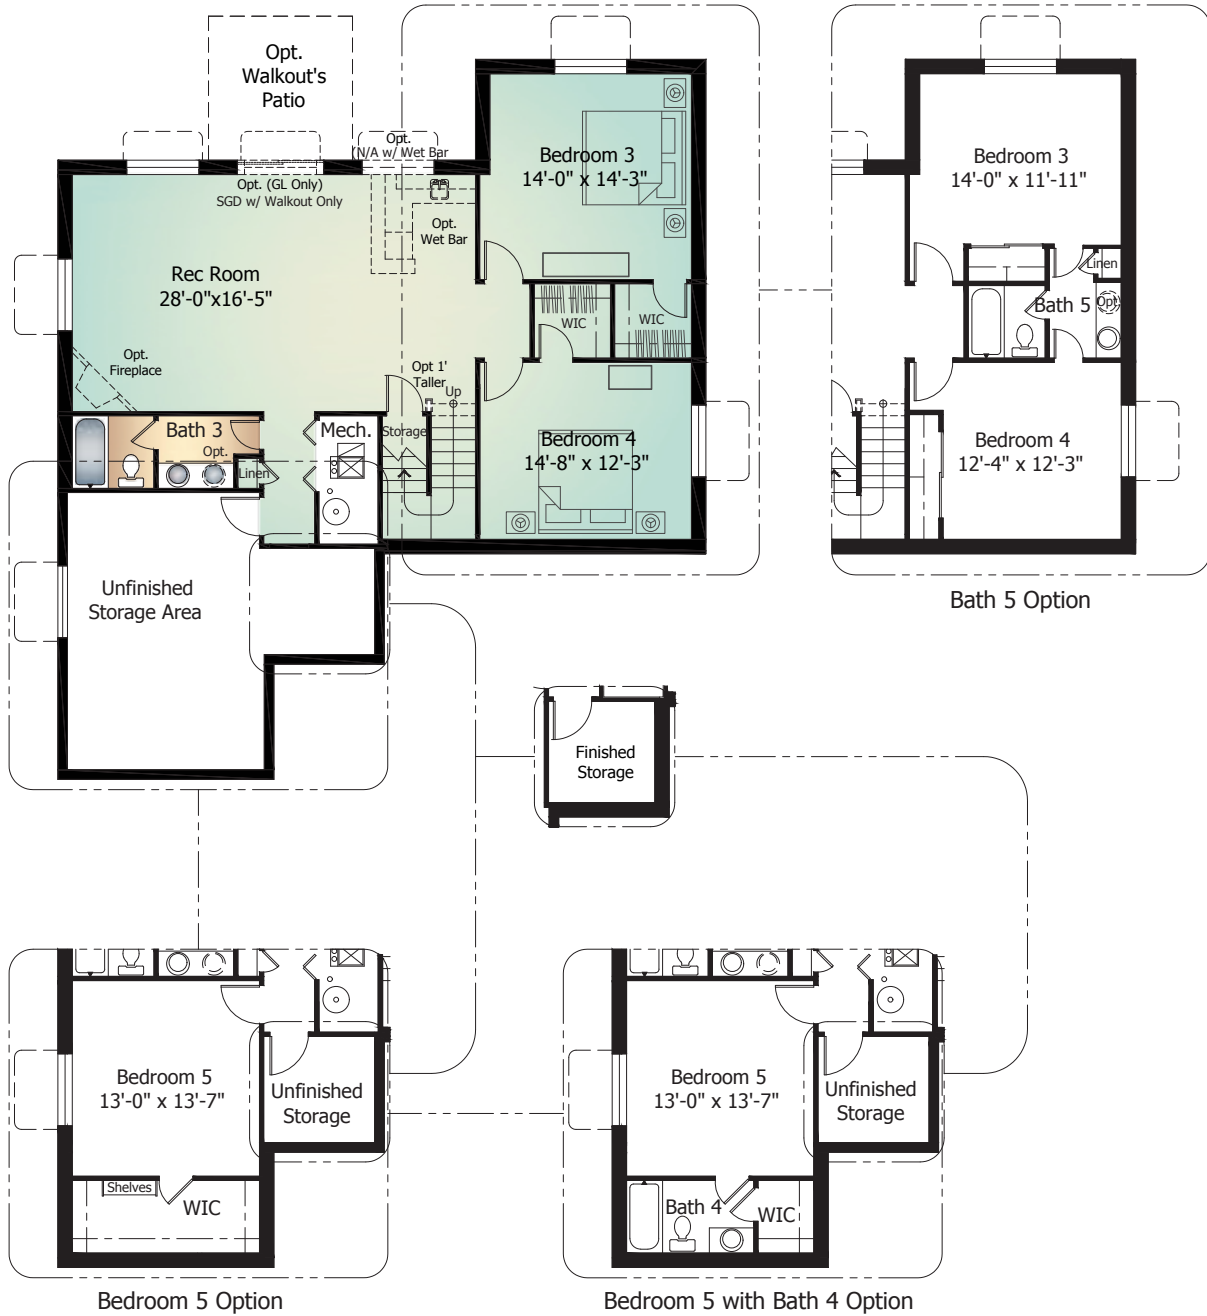 Opt.
Walkout's
Patio
Opt.
(N/A w/ Wet Bar
Opt. (GL Only)
SGD w/ Walkout Only
Opt.
Wet Bar
Rec Room
28'-0"x16'-5"
Opt.
Fireplace
Opt 1'
Taller
Up
Bedroom 3
14'-0" x 14'-3"
WIC
WIC
Bath 3
Opt.
Linen
Mech.
Storage
Bedroom 4
14'-8" x 12'-3"
Unfinished
Storage Area
Bedroom 3
14'-0" x 11'-11"
Linen
Bath 5
Opt.
Bedroom 4
12'-4" x 12'-3"
Bath 5 Option
Finished
Storage
Bedroom 5
13'-0" x 13'-7"
Unfinished
Storage
Shelves
WIC
Bedroom 5 Option
Bedroom 5
13'-0" x 13'-7"
Unfinished
Storage
Bath 4
WIC
Bedroom 5 with Bath 4 Option